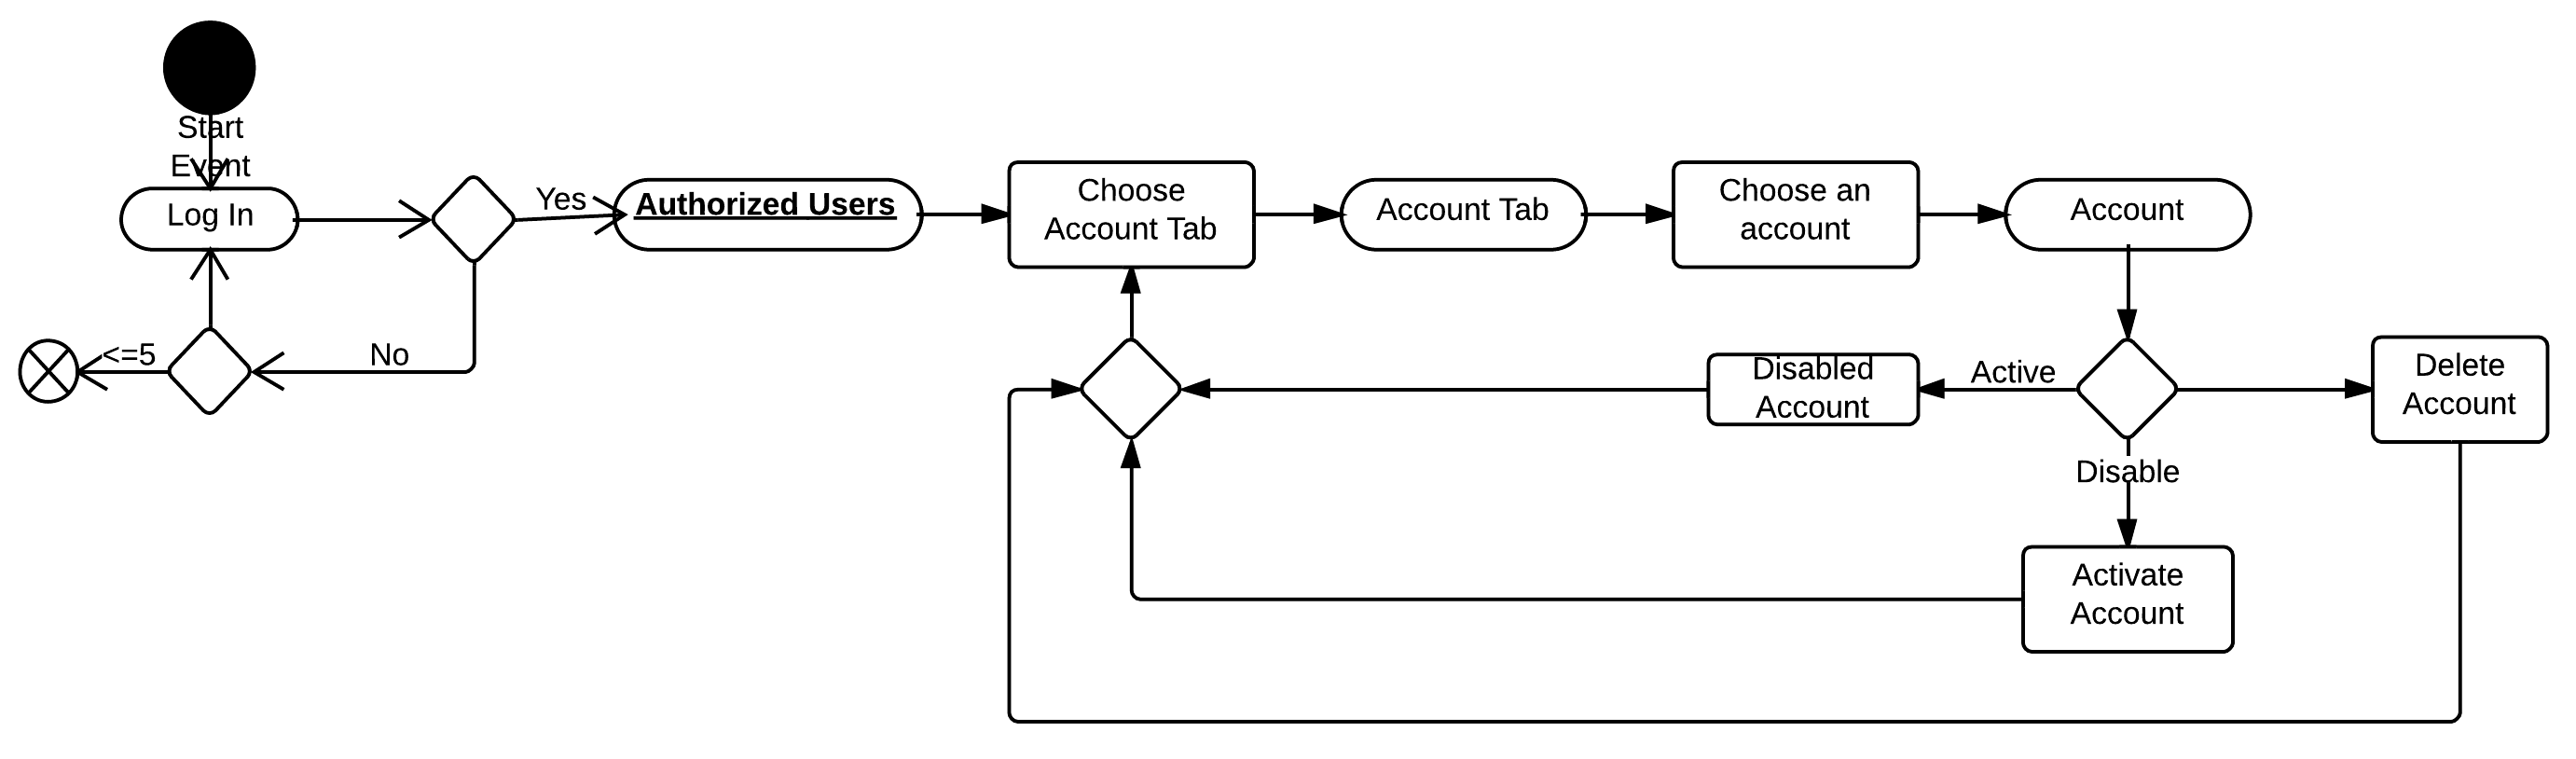 Start
Event
Log In
Yes
Authorized Users
Choose
Account Tab
Account Tab
Choose an
account
Account
<=5
No
Disabled
Account
Active
Delete
Account
Disable
Activate
Account